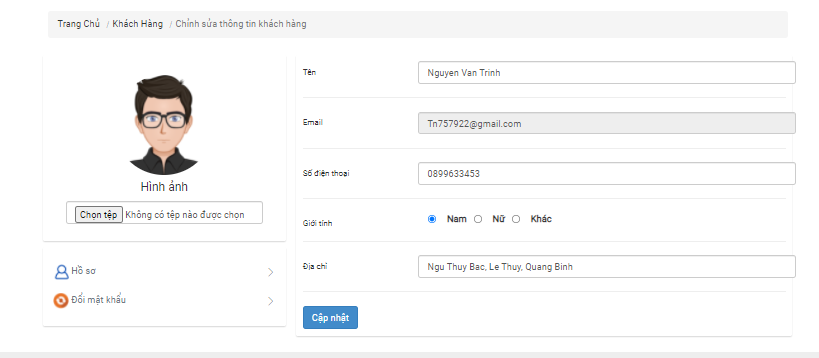 Trang Chủ / Khách Hàng / Chỉnh sửa thông tin khách hàng
Hình ảnh
Chọn tệp Không có tệp nào được chọn
Hồ sơ
Đổi mật khẩu
Tên Nguyen Van Trinh
Email Tn757922@gmail.com
Số điện thoại 0899633453
Giới tính Nam Nữ Khác
Địa chỉ Ngu Thuy Bac, Le Thuy, Quang Binh
Cập nhật